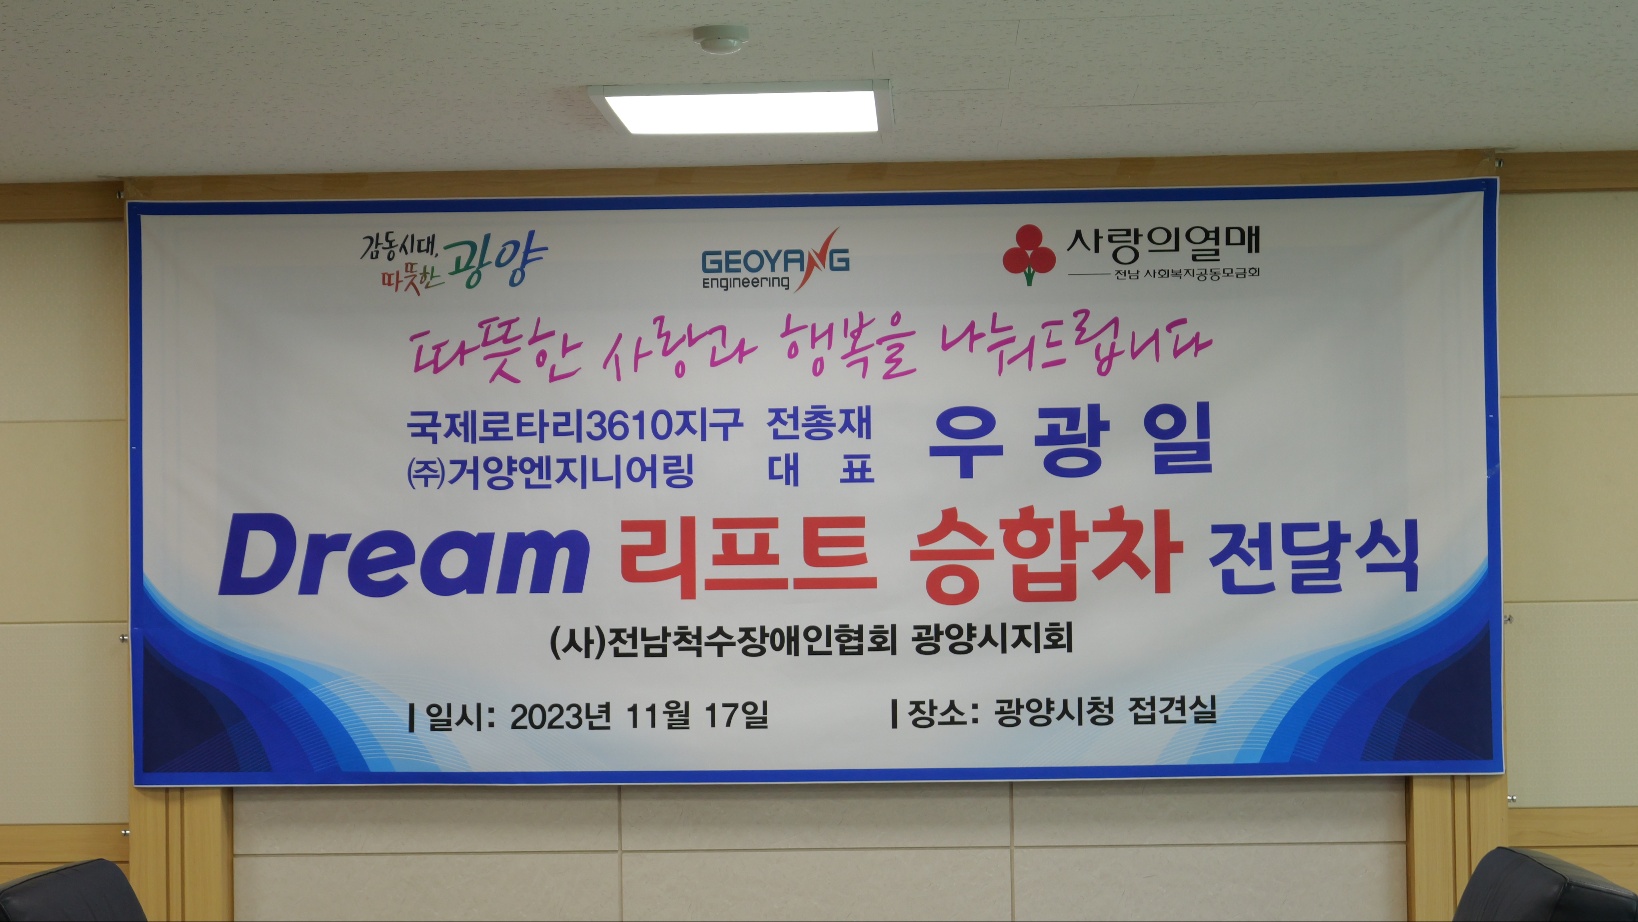 감동시대,
따뜻한 광양
GEOYANG
Engineering
사랑의열매
전남 사회복지공동모금회
따뜻한 사랑과 행복을 나눠드립니다
국제로타리3610지구 전총재
㈜거양엔지니어링 대 표
우 광 일
Dream 리프트 승합차 전달식
(사)전남척수장애인협회 광양시지회
일시: 2023년 11월 17일
장소: 광양시청 접견실